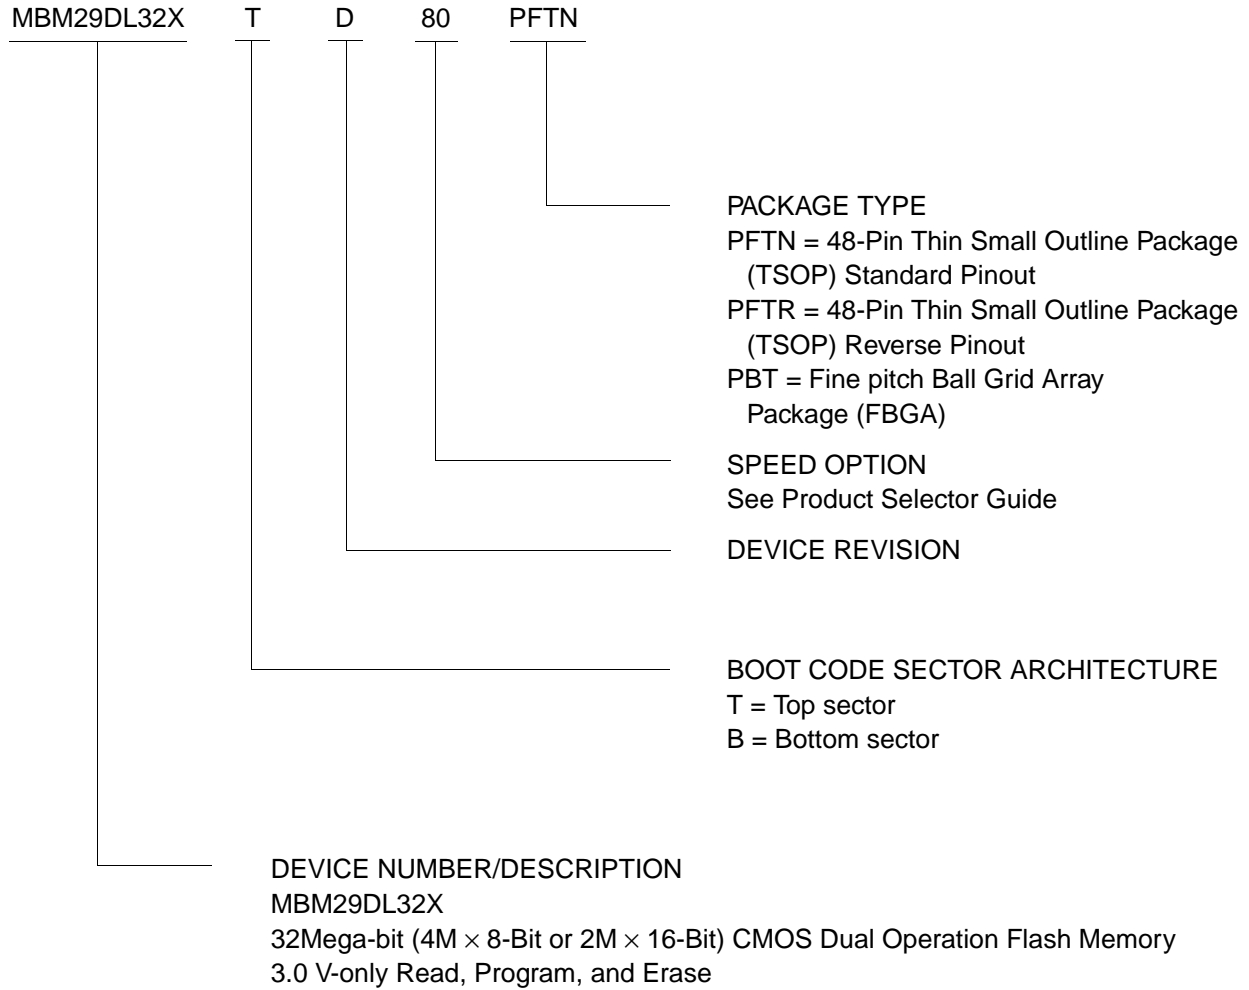 MBM29DL32X T D 80 PFTN
PACKAGE TYPE
PFTN = 48-Pin Thin Small Outline Package
(TSOP) Standard Pinout
PFTR = 48-Pin Thin Small Outline Package
(TSOP) Reverse Pinout
PBT = Fine pitch Ball Grid Array
Package (FBGA)
SPEED OPTION
See Product Selector Guide
DEVICE REVISION
BOOT CODE SECTOR ARCHITECTURE
T = Top sector
B = Bottom sector
DEVICE NUMBER/DESCRIPTION
MBM29DL32X
32Mega-bit (4M × 8-Bit or 2M × 16-Bit) CMOS Dual Operation Flash Memory
3.0 V-only Read, Program, and Erase